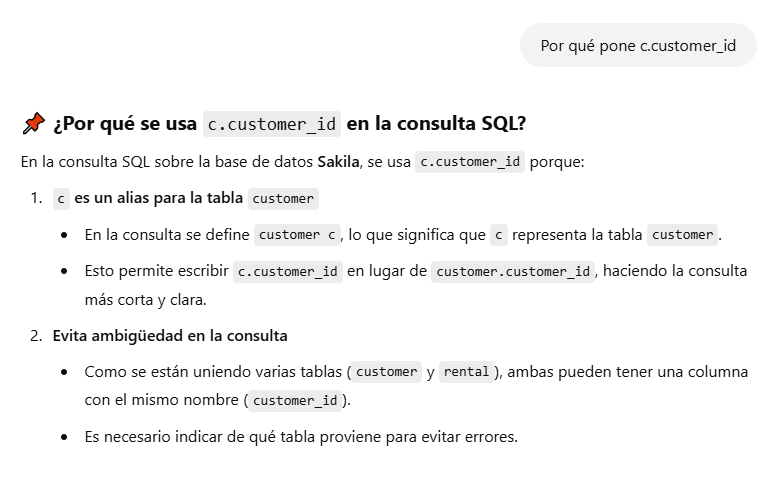 Por qué pone c.customer_id
📌 ¿Por qué se usa c.customer_id en la consulta SQL?
En la consulta SQL sobre la base de datos Sakila, se usa c.customer_id porque:
1. c es un alias para la tabla customer
• En la consulta se define customer c, lo que significa que c representa la tabla customer.
• Esto permite escribir c.customer_id en lugar de customer.customer_id, haciendo la consulta
más corta y clara.
2. Evita ambigüedad en la consulta
• Como se están uniendo varias tablas (customer y rental), ambas pueden tener una columna
con el mismo nombre (customer_id).
• Es necesario indicar de qué tabla proviene para evitar errores.